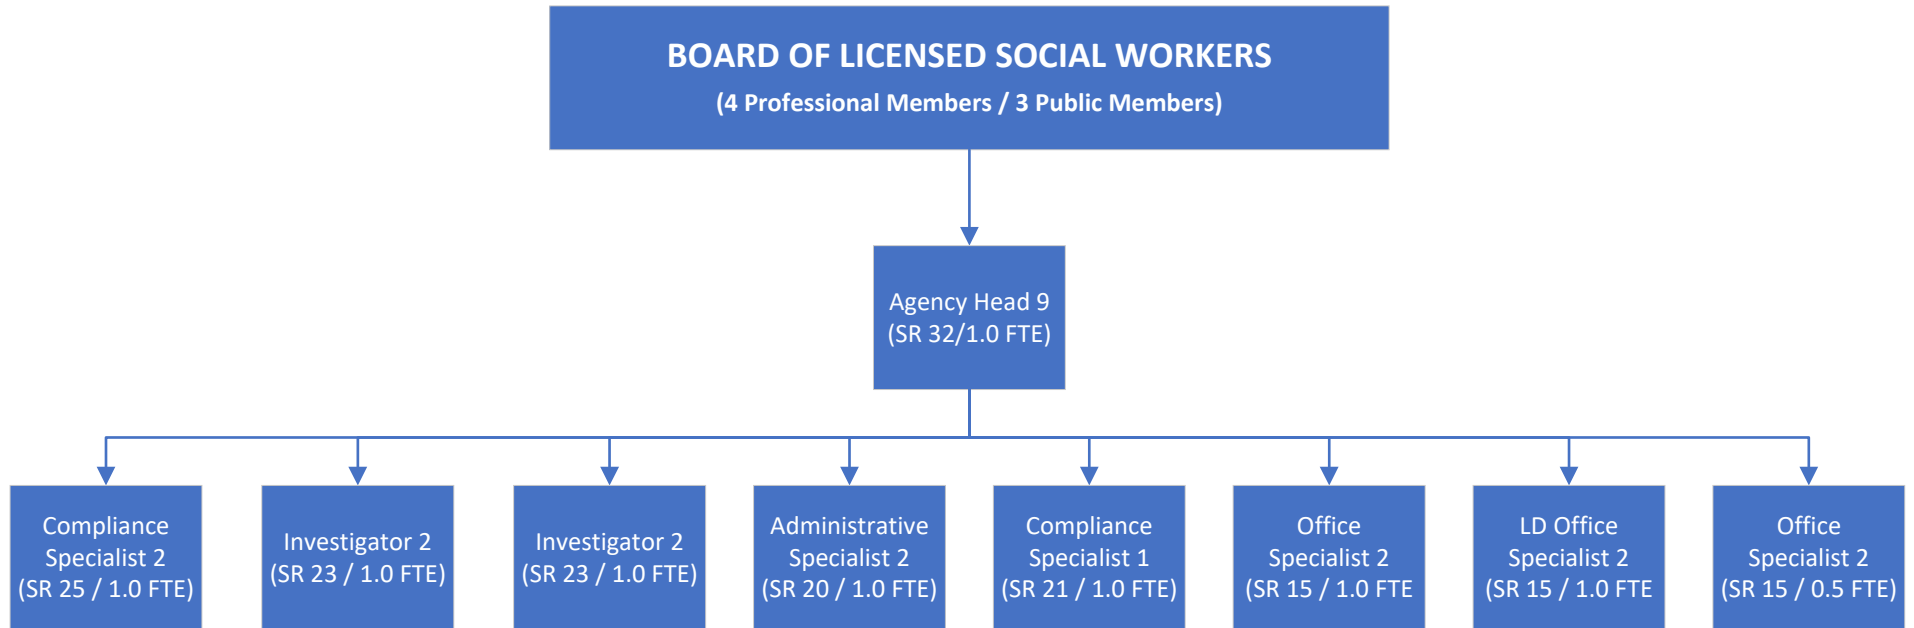 BOARD OF LICENSED SOCIAL WORKERS
(4 Professional Members / 3 Public Members)
Agency Head 9
(SR 32/1.0 FTE)
Compliance
Specialist 2
(SR 25 / 1.0 FTE)
Investigator 2
(SR 23 / 1.0 FTE)
Investigator 2
(SR 23 / 1.0 FTE)
Administrative
Specialist 2
(SR 20 / 1.0 FTE)
Compliance
Specialist 1
(SR 21 / 1.0 FTE)
Office
Specialist 2
(SR 15 / 1.0 FTE
LD Office
Specialist 2
(SR 15 / 1.0 FTE
Office
Specialist 2
(SR 15 / 0.5 FTE)